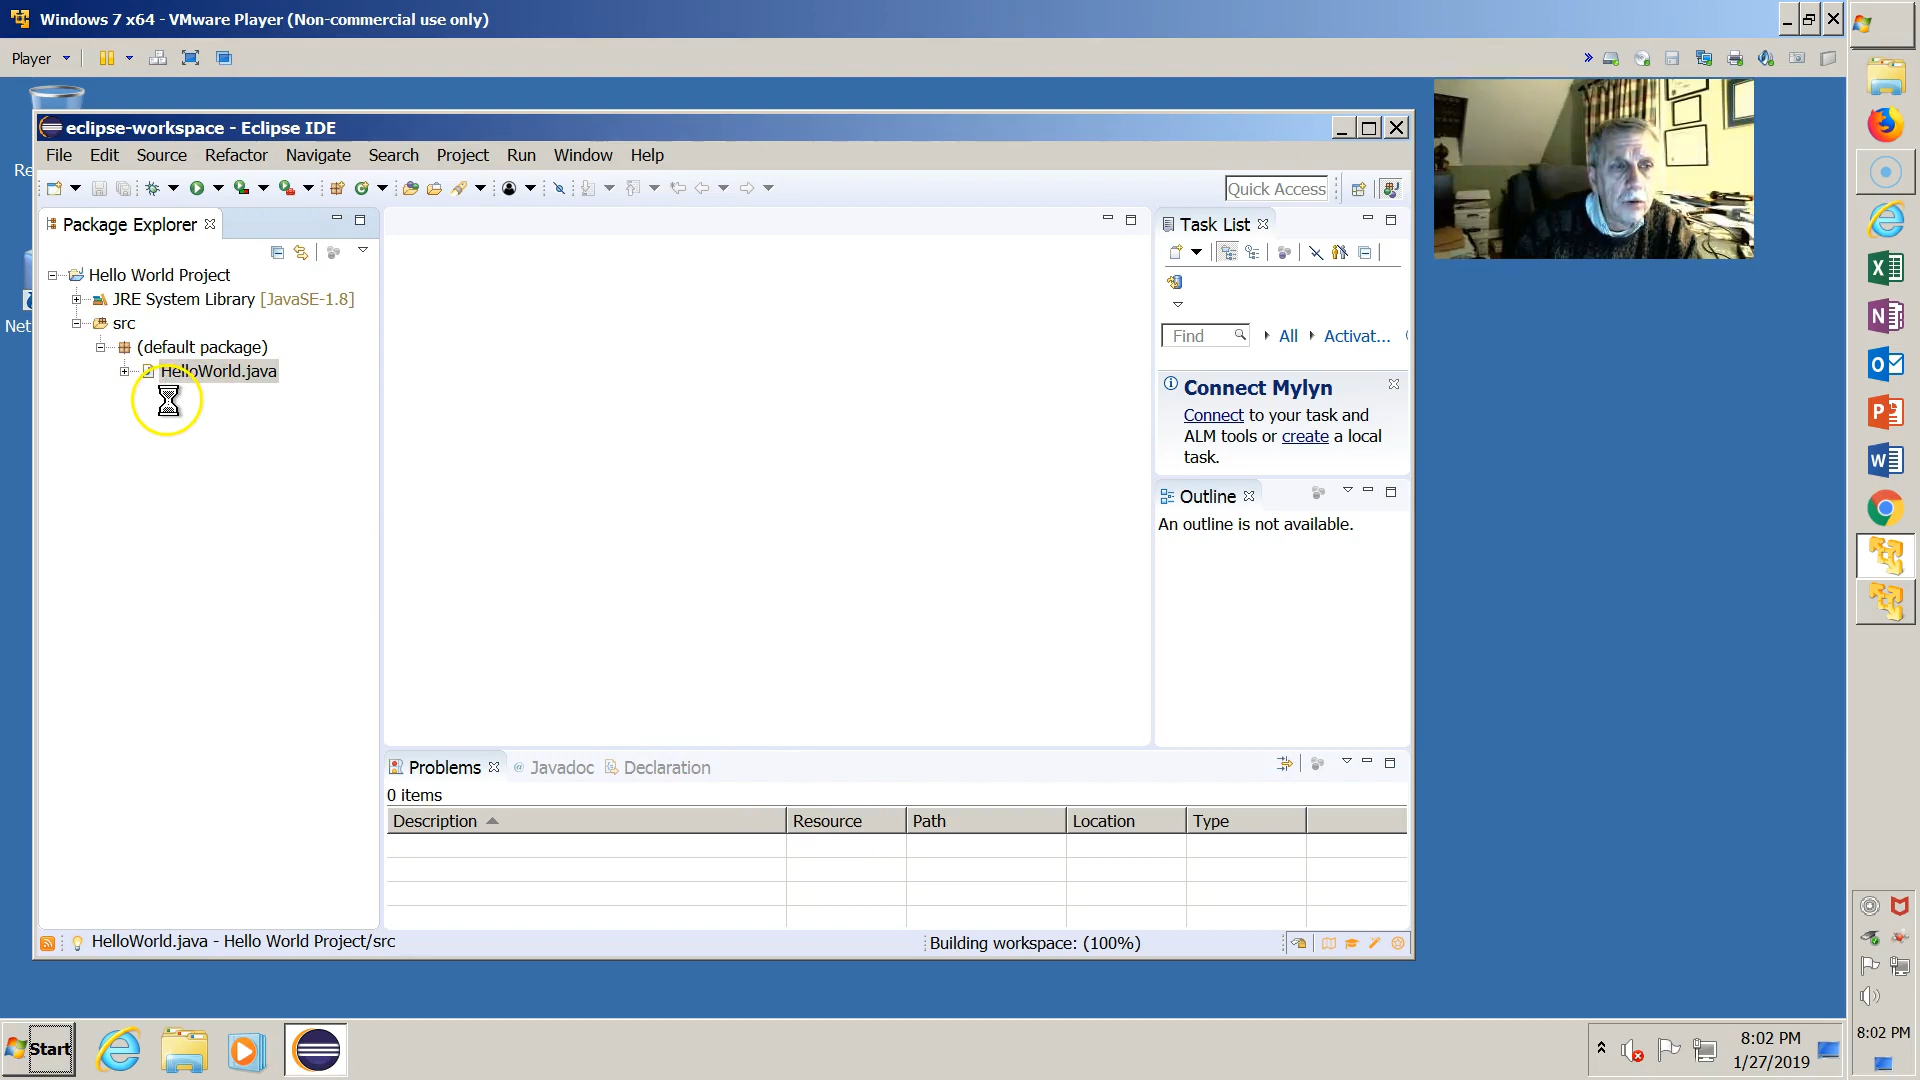 Windows 7 x64 - VMware Player (Non-commercial use only)
Player
eclipse-workspace - Eclipse IDE
File Edit Source Refactor Navigate Search Project Run Window Help
Quick Access
Package Explorer
Task List
Hello World Project
JRE System Library [JavaSE-1.8]
src
(default package)
HelloWorld.java
Find
All
Activat...
Connect Mylyn
Connect to your task and
ALM tools or create a local
task.
Outline
An outline is not available.
Problems
Javadoc
Declaration
0 items
Description Resource Path Location Type
HelloWorld.java - Hello World Project/src
Building workspace: (100%)
Re
Net
Start
8:02 PM
1/27/2019
8:02 PM